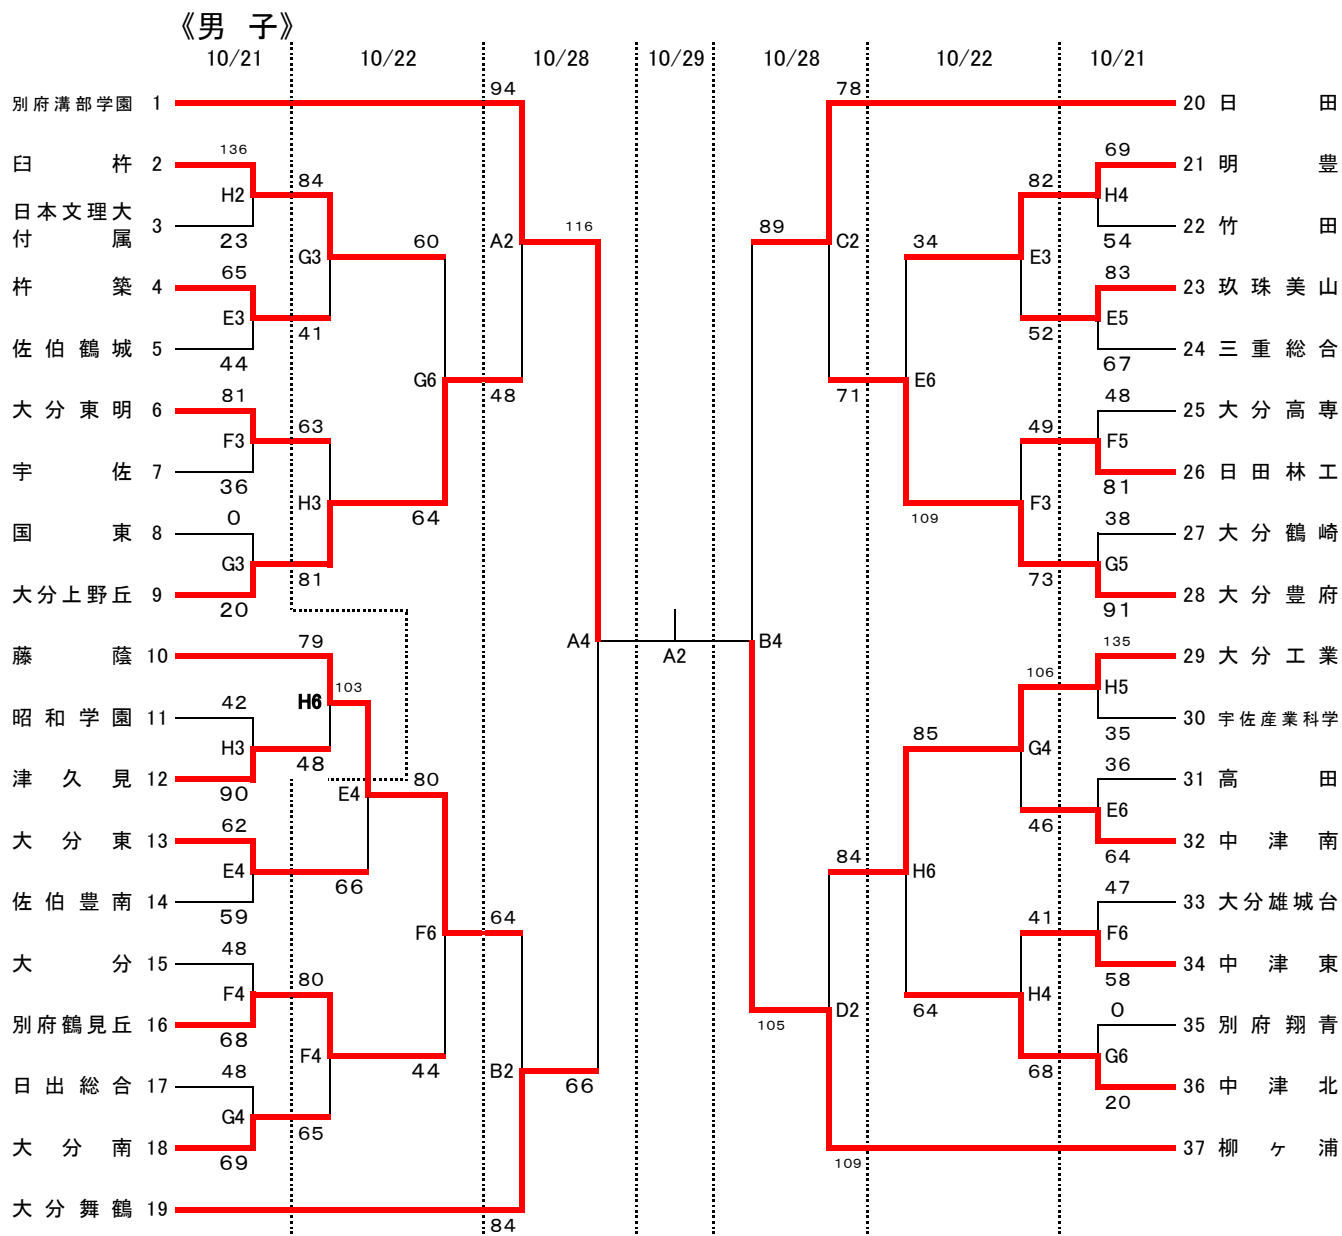 《男 子》
10/21 10/22 10/28 10/29 10/28 10/22 10/21
別府溝部学園 1 94 78 20 日田
臼杵 2 136 69 21 明豊
84 82
H2 H4
日本文理大
付属 3 22 竹田
23 54
60 A2 116 89 C2 34
G3 E3
65 83
杵築 4 23 玖珠美山
E3 E5
41 52
佐伯鶴城 5 24 三重総合
44 67
G6 E6
81 48 71 48
大分東明 6 25 大分高専
63 49
F3 F5
宇佐 7 26 日田林工
36 81
H3 F3
0 64 109 38
国東 8 27 大分鶴崎
G3 G5
81 73
大分上野丘 9 28 大分豊府
20 91
79 A4 A2 B4 135
藤蔭 10 29 大分工業
103 106
42 H6 H5
昭和学園 11 30 宇佐産業科学
35
H3 85 G4
48 36
津久見 12 80 31 高田
90 E4
62 46 E6
大分東 13 32 中津南
64
E4 84 H6
66 47
佐伯豊南 14 33 大分雄城台
59 64 41
48 F6 F6
大分 15 34 中津東
80 58
F4 H4
0
別府鶴見丘 16 105 D2 64 35 別府翔青
68
F4 G6
48 44 B2 66 68
日出総合 17 36 中津北
20
G4
65
大分南 18 37 柳ヶ浦
69 109
大分舞鶴 19
84